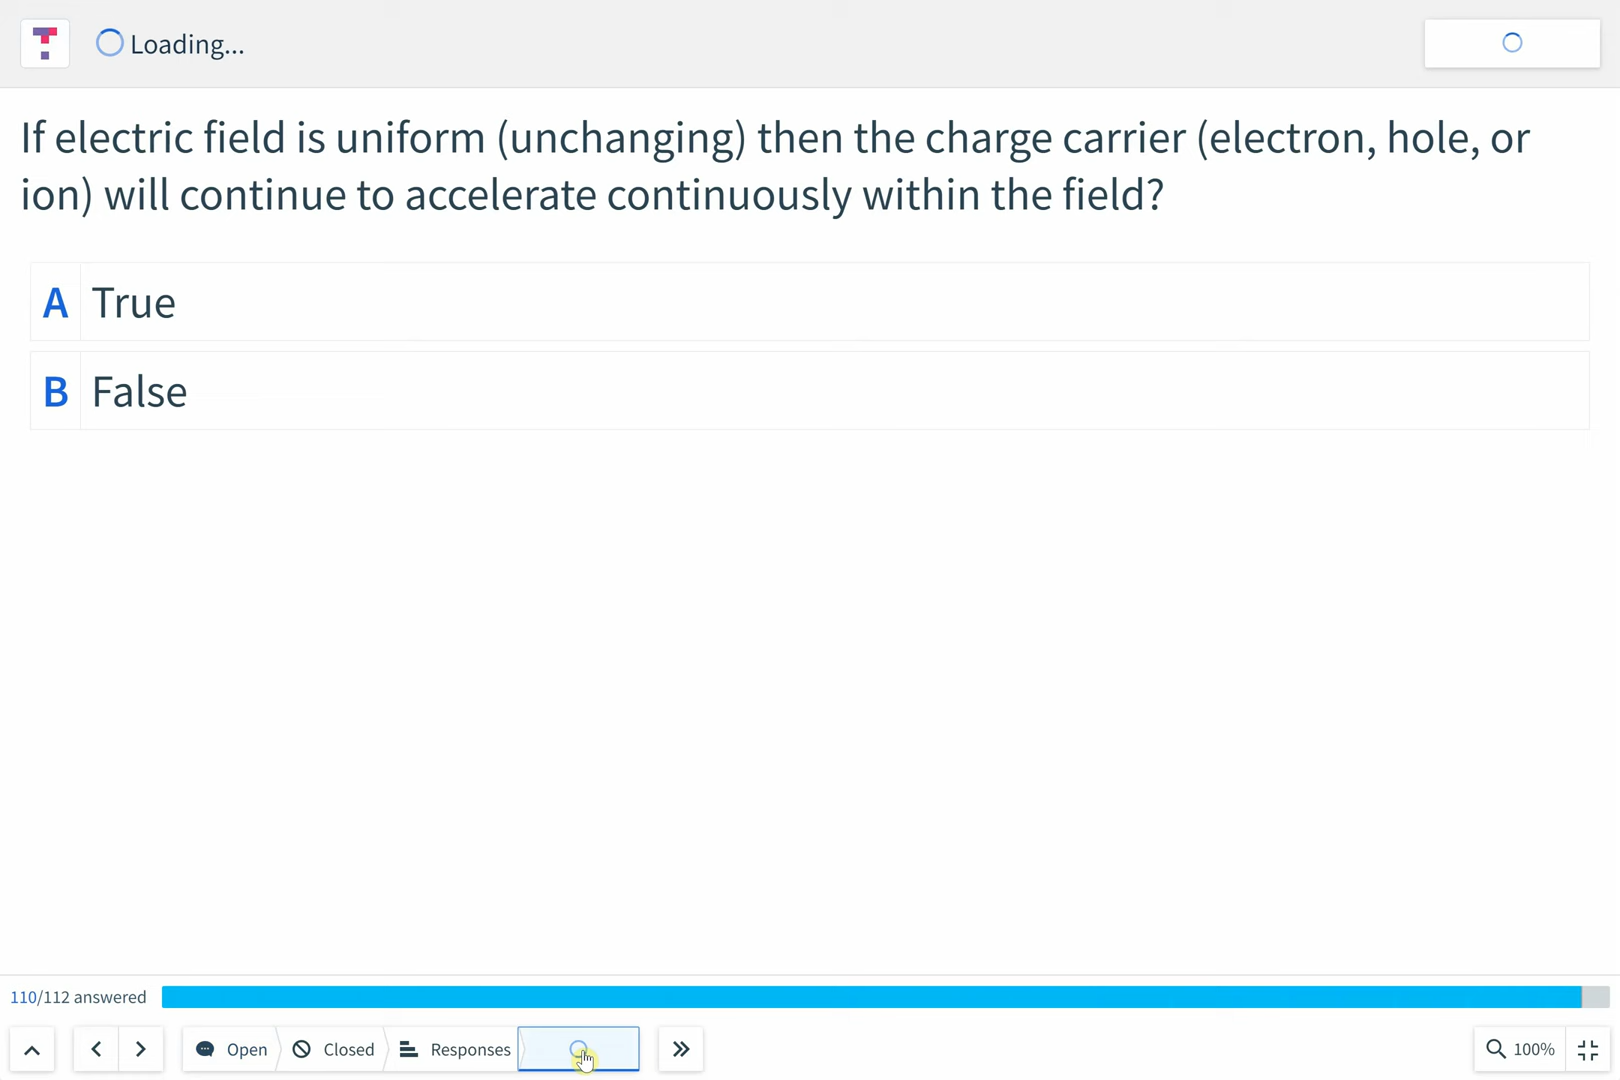 Loading...
If electric field is uniform (unchanging) then the charge carrier (electron, hole, or
ion) will continue to accelerate continuously within the field?
A True
B False
110/112 answered
Open Closed Responses 100%